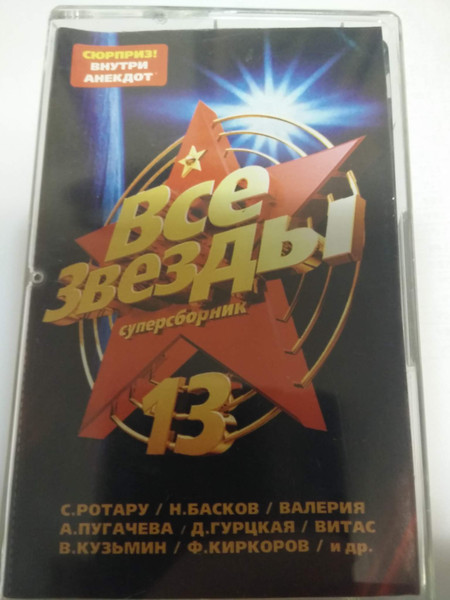 СЮРПРИЗ!
ВНУТРИ
АНЕКДОТ
Все
Звезды
суперсборник
13
С.РОТАРУ / Н.БАСКОВ / ВАЛЕРИЯ
А.ПУГАЧЕВА / Д.ГУРЦКАЯ / ВИТАС
В.КУЗЬМИН / Ф.КИРКОРОВ / и др.